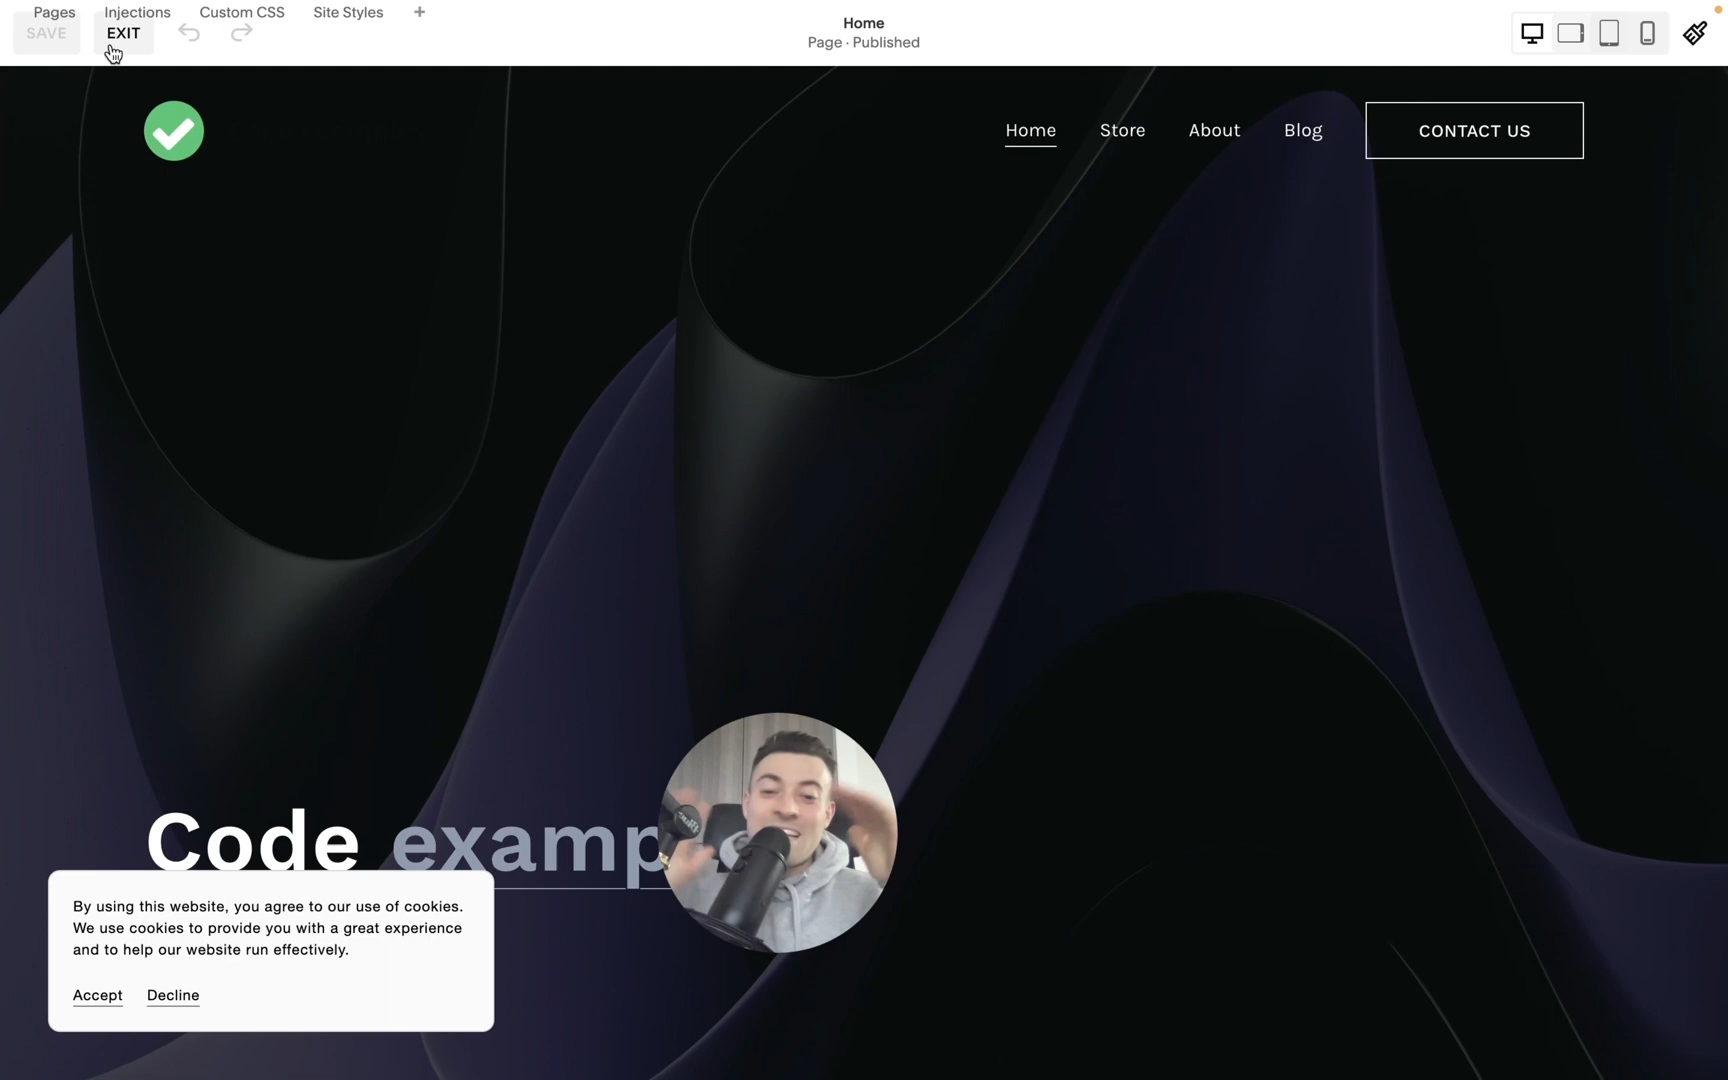 Pages Injections Custom CSS Site Styles +
SAVE EXIT
Home
Page · Published
Home Store About Blog CONTACT US
Code examp
By using this website, you agree to our use of cookies.
We use cookies to provide you with a great experience
and to help our website run effectively.
Accept Decline